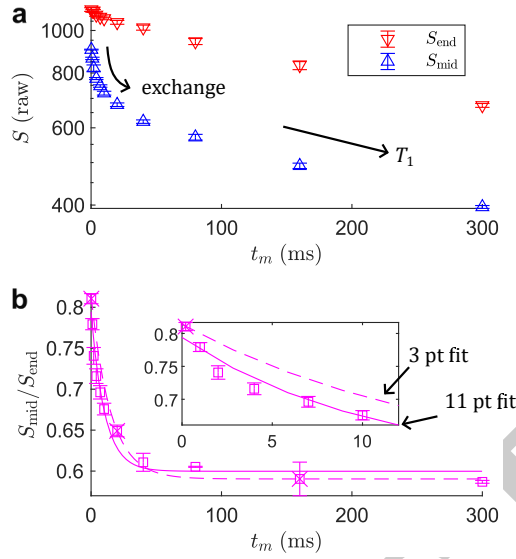 a
1000
800
600
400
S (raw)
S_end
S_mid
exchange
T_1
0
100
200
300
t_m (ms)
b
0.8
0.75
0.7
0.65
0.6
S_mid/S_end
0.8
0.75
0.7
0
5
10
3 pt fit
11 pt fit
0
100
200
300
t_m (ms)